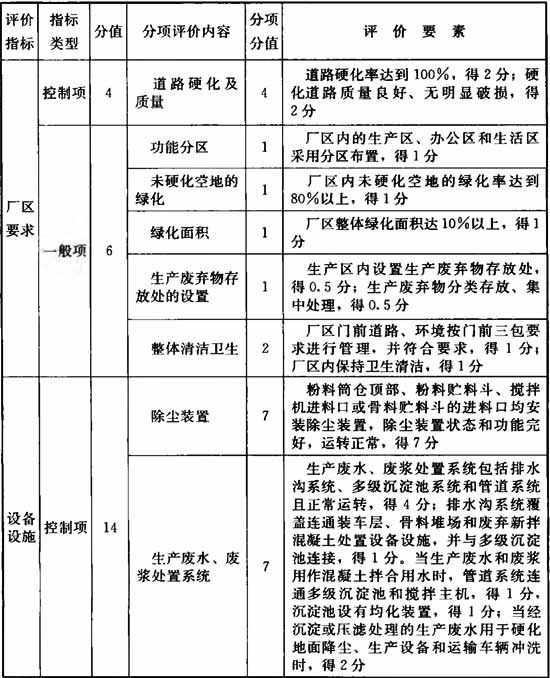 评价指标 指标类型 分值 分项评价内容 分项分值 评价要素
厂区要求
控制项 4 道路硬化及质量 4
道路硬化率达到100%，得2分；硬
化道路质量良好、无明显破损，得
2分
一般项 6
功能分区 1
厂区内的生产区、办公区和生活区
采用分区布置，得1分
未硬化空地的绿化 1
厂区内未硬化空地的绿化率达到
80%以上，得1分
绿化面积 1
厂区整体绿化面积达10%以上，得1
分
生产废弃物存放处的设置 1
生产区内设置生产废弃物存放处，
得0.5分；生产废弃物分类存放、集
中处理，得0.5分
整体清洁卫生 2
厂区门前道路、环境按门前三包要
求进行管理，并符合要求，得1分；
厂区内保持卫生清洁，得1分
设备设施
控制项 14
除尘装置 7
粉料筒仓顶部、粉料贮料斗、搅拌
机进料口或骨料贮料斗的进料口均安
装除尘装置，除尘装置状态和功能完
好，运转正常，得7分
生产废水、废浆处置系统 7
生产废水、废浆处置系统包括排水
沟系统、多级沉淀池系统和管道系统
且正常运转，得4分；排水沟系统覆
盖连通装车层、骨料堆场和废弃新拌
混凝土处置设备设施，并与多级沉淀
池连接，得1分。当生产废水和废浆
用作混凝土拌合用水时，管道系统连
通多级沉淀池和搅拌主机，得1分，
沉淀池设有均化装置，得1分；当经
沉淀或压滤处理的生产废水用于硬化
地面降尘、生产设备和运输车辆冲洗
时，得2分